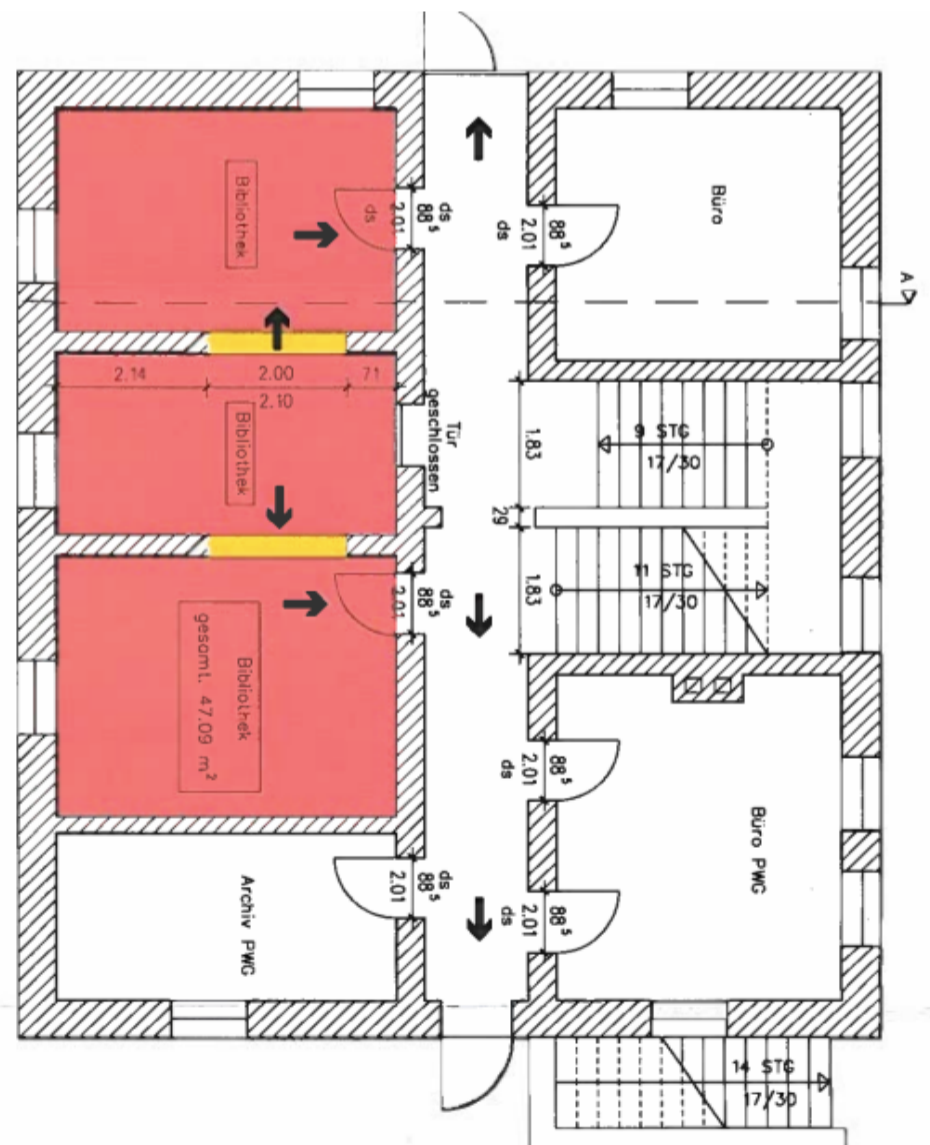 Bibliothek
ds
88⁵
2.01
ds
ds
88⁵
2.01
Büro
A
2.14
2.00
71
2.10
Bibliothek
Tür
geschlossen
1.83
29
1.83
9 STG
17/30
11 STG
17/30
ds
88⁵
2.01
Bibliothek
gesamt. 47.09 m²
88⁵
2.01
ds
Büro PWG
ds
88⁵
2.01
88⁵
2.01
ds
Archiv PWG
14 STG
17/30